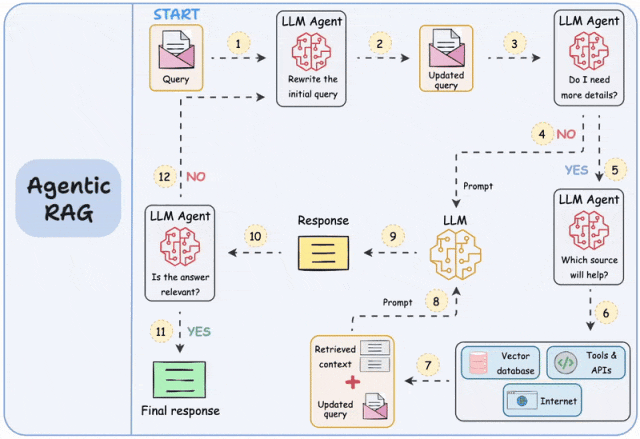 START
Query
1
LLM Agent
Rewrite the
initial query
2
Updated
query
3
LLM Agent
Do I need
more details?
4
NO
5
YES
Prompt
LLM Agent
Which source
will help?
6
Vector
database
Tools &
APIs
Internet
7
Retrieved
context
+
Updated
query
8
Prompt
LLM
9
Response
10
LLM Agent
Is the answer
relevant?
11
YES
12
NO
Final response
Agentic
RAG